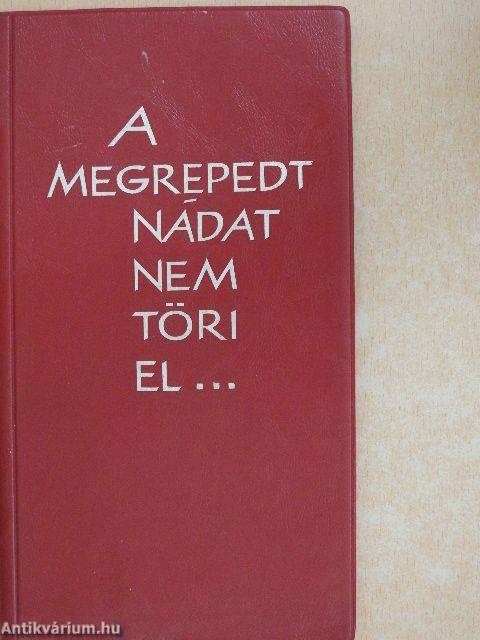 A
MEGREPEDT
NÁDAT
NEM
TÖRI
EL...
Antikvárium.hu